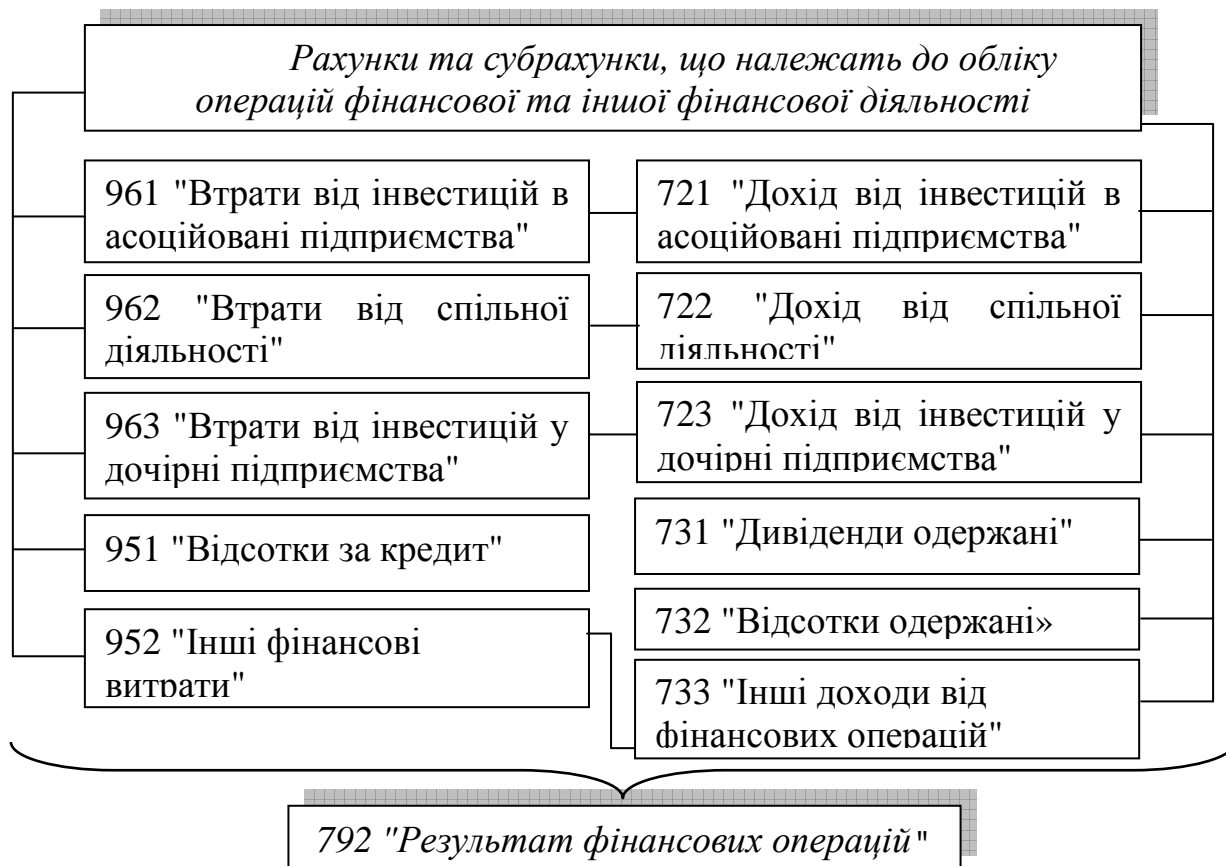 Рахунки та субрахунки, що належать до обліку
операцій фінансової та іншої фінансової діяльності
961 "Втрати від інвестицій в
асоційовані підприємства"
721 "Дохід від інвестицій в
асоційовані підприємства"
962 "Втрати від спільної
діяльності"
722 "Дохід від спільної
діяльності"
963 "Втрати від інвестицій у
дочірні підприємства"
723 "Дохід від інвестицій у
дочірні підприємства"
951 "Відсотки за кредит"
731 "Дивіденди одержані"
952 "Інші фінансові
витрати"
732 "Відсотки одержані»
733 "Інші доходи від
фінансових операцій"
792 "Результат фінансових операцій"